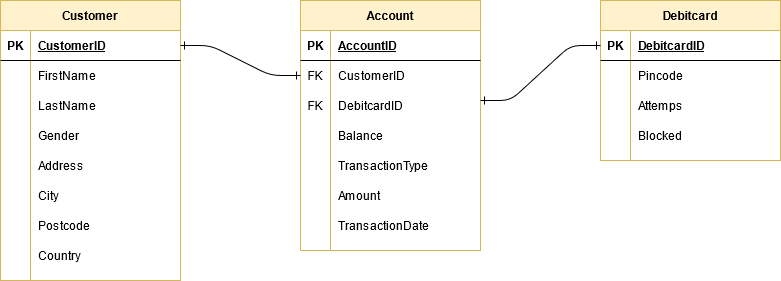 Customer
PK CustomerID
FirstName
LastName
Gender
Address
City
Postcode
Country
Account
PK AccountID
FK CustomerID
FK DebitcardID
Balance
TransactionType
Amount
TransactionDate
Debitcard
PK DebitcardID
Pincode
Attemps
Blocked